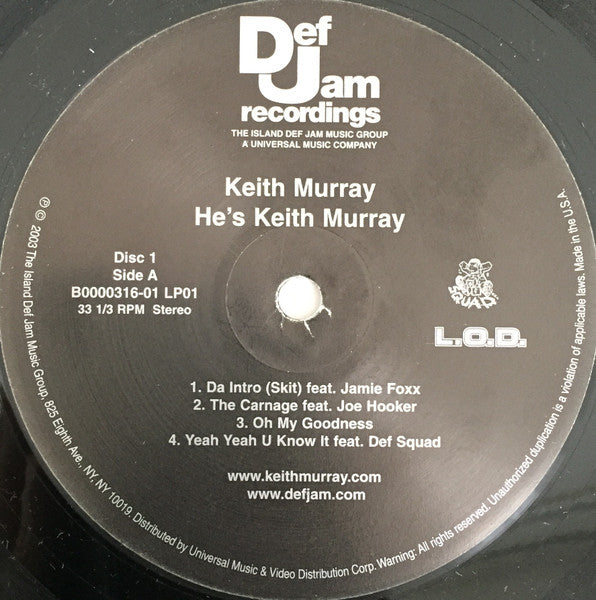 Def
Jam
recordings
THE ISLAND DEF JAM MUSIC GROUP
A UNIVERSAL MUSIC COMPANY
Keith Murray
He's Keith Murray
Disc 1
Side A
B0000316-01 LP01
33 1/3 RPM Stereo
SQUAD
L.O.D.
1. Da Intro (Skit) feat. Jamie Foxx
2. The Carnage feat. Joe Hooker
3. Oh My Goodness
4. Yeah Yeah U Know It feat. Def Squad
www.keithmurray.com
www.defjam.com
℗ © 2003 The Island Def Jam Music Group, 825 Eighth Ave., NY, NY 10019. Distributed by Universal Music & Video Distribution Corp. Warning: All rights reserved. Unauthorized duplication is a violation of applicable laws. Made in the U.S.A.